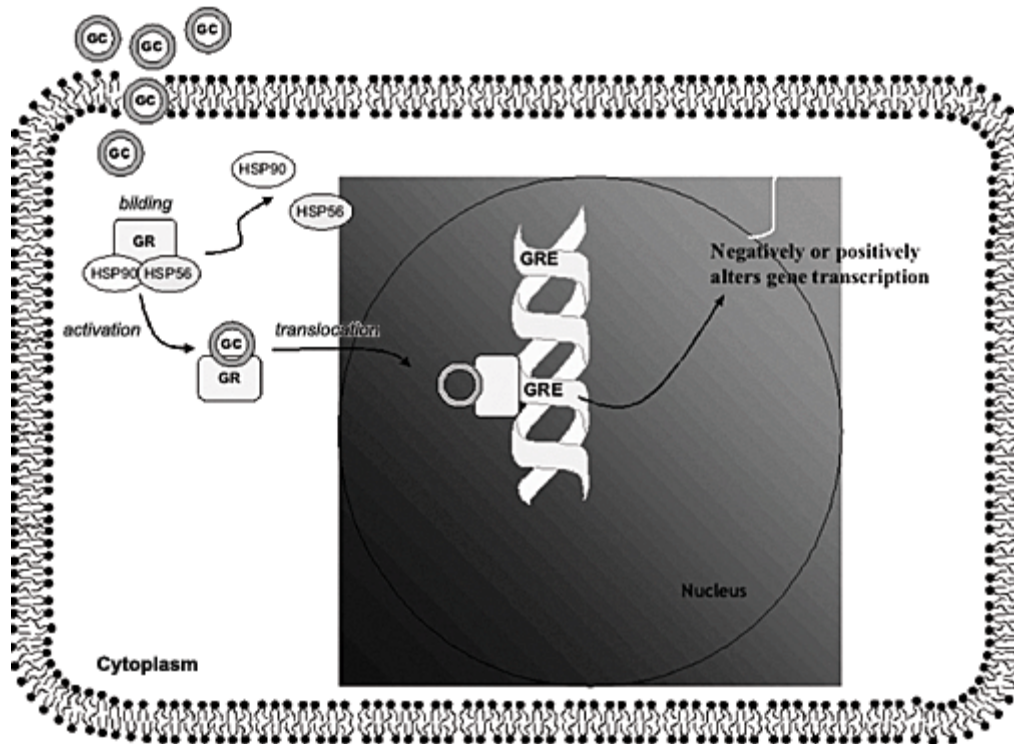 GC
GC
GC
GC
GC
HSP90
HSP56
bilding
GR
HSP90
HSP56
activation
translocation
GC
GR
GRE
GRE
Negatively or positively
alters gene transcription
Nucleus
Cytoplasm